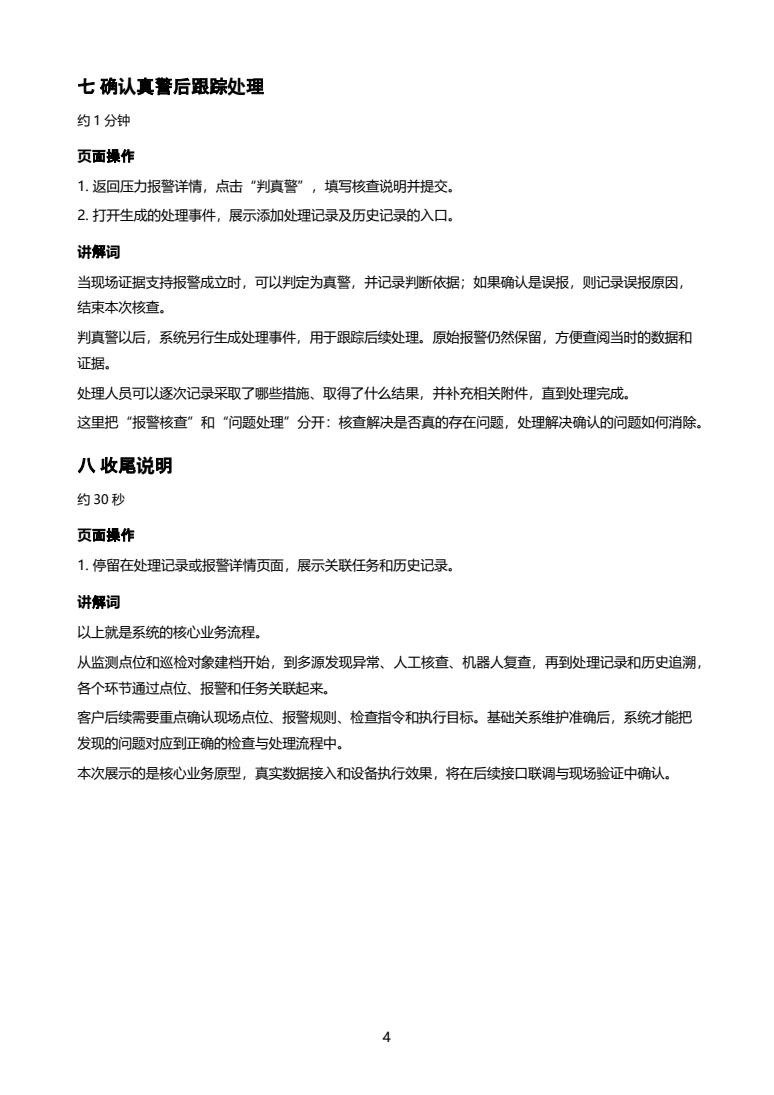 七 确认真警后跟踪处理
约 1 分钟
页面操作
1. 返回压力报警详情，点击“判真警”，填写核查说明并提交。
2. 打开生成的处理事件，展示添加处理记录及历史记录的入口。
讲解词
当现场证据支持报警成立时，可以判定为真警，并记录判断依据；如果确认是误报，则记录误报原因，
结束本次核查。
判真警以后，系统另行生成处理事件，用于跟踪后续处理。原始报警仍然保留，方便查阅当时的数据和
证据。
处理人员可以逐次记录采取了哪些措施、取得了什么结果，并补充相关附件，直到处理完成。
这里把“报警核查”和“问题处理”分开：核查解决是否真的存在问题，处理解决确认的问题如何消除。
八 收尾说明
约 30 秒
页面操作
1. 停留在处理记录或报警详情页面，展示关联任务和历史记录。
讲解词
以上就是系统的核心业务流程。
从监测点位和巡检对象建档开始，到多源发现异常、人工核查、机器人复查，再到处理记录和历史追溯，
各个环节通过点位、报警和任务关联起来。
客户后续需要重点确认现场点位、报警规则、检查指令和执行目标。基础关系维护准确后，系统才能把
发现的问题对应到正确的检查与处理流程中。
本次展示的是核心业务原型，真实数据接入和设备执行效果，将在后续接口联调与现场验证中确认。
4